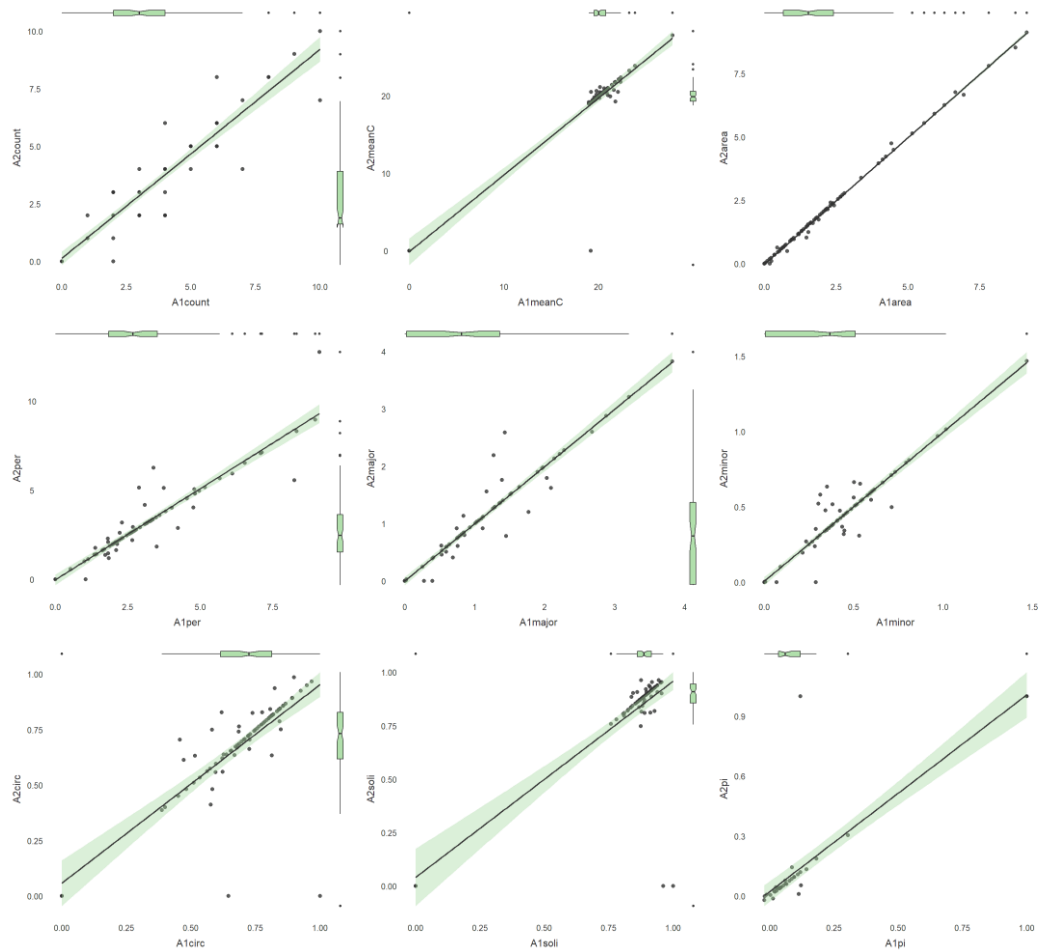 10.0
7.5
5.0
2.5
0.0
A2count
0.0 2.5 5.0 7.5 10.0
A1count
20
10
0
A2meanC
0 10 20
A1meanC
7.5
5.0
2.5
0.0
A2area
0.0 2.5 5.0 7.5
A1area
10
5
0
A2per
0.0 2.5 5.0 7.5
A1per
4
3
2
1
0
A2major
0 1 2 3 4
A1major
1.5
1.0
0.5
0.0
A2minor
0.0 0.5 1.0 1.5
A1minor
1.00
0.75
0.50
0.25
0.00
A2circ
0.00 0.25 0.50 0.75 1.00
A1circ
1.00
0.75
0.50
0.25
0.00
A2soli
0.00 0.25 0.50 0.75 1.00
A1soli
0.9
0.6
0.3
0.0
A2pi
0.00 0.25 0.50 0.75 1.00
A1pi